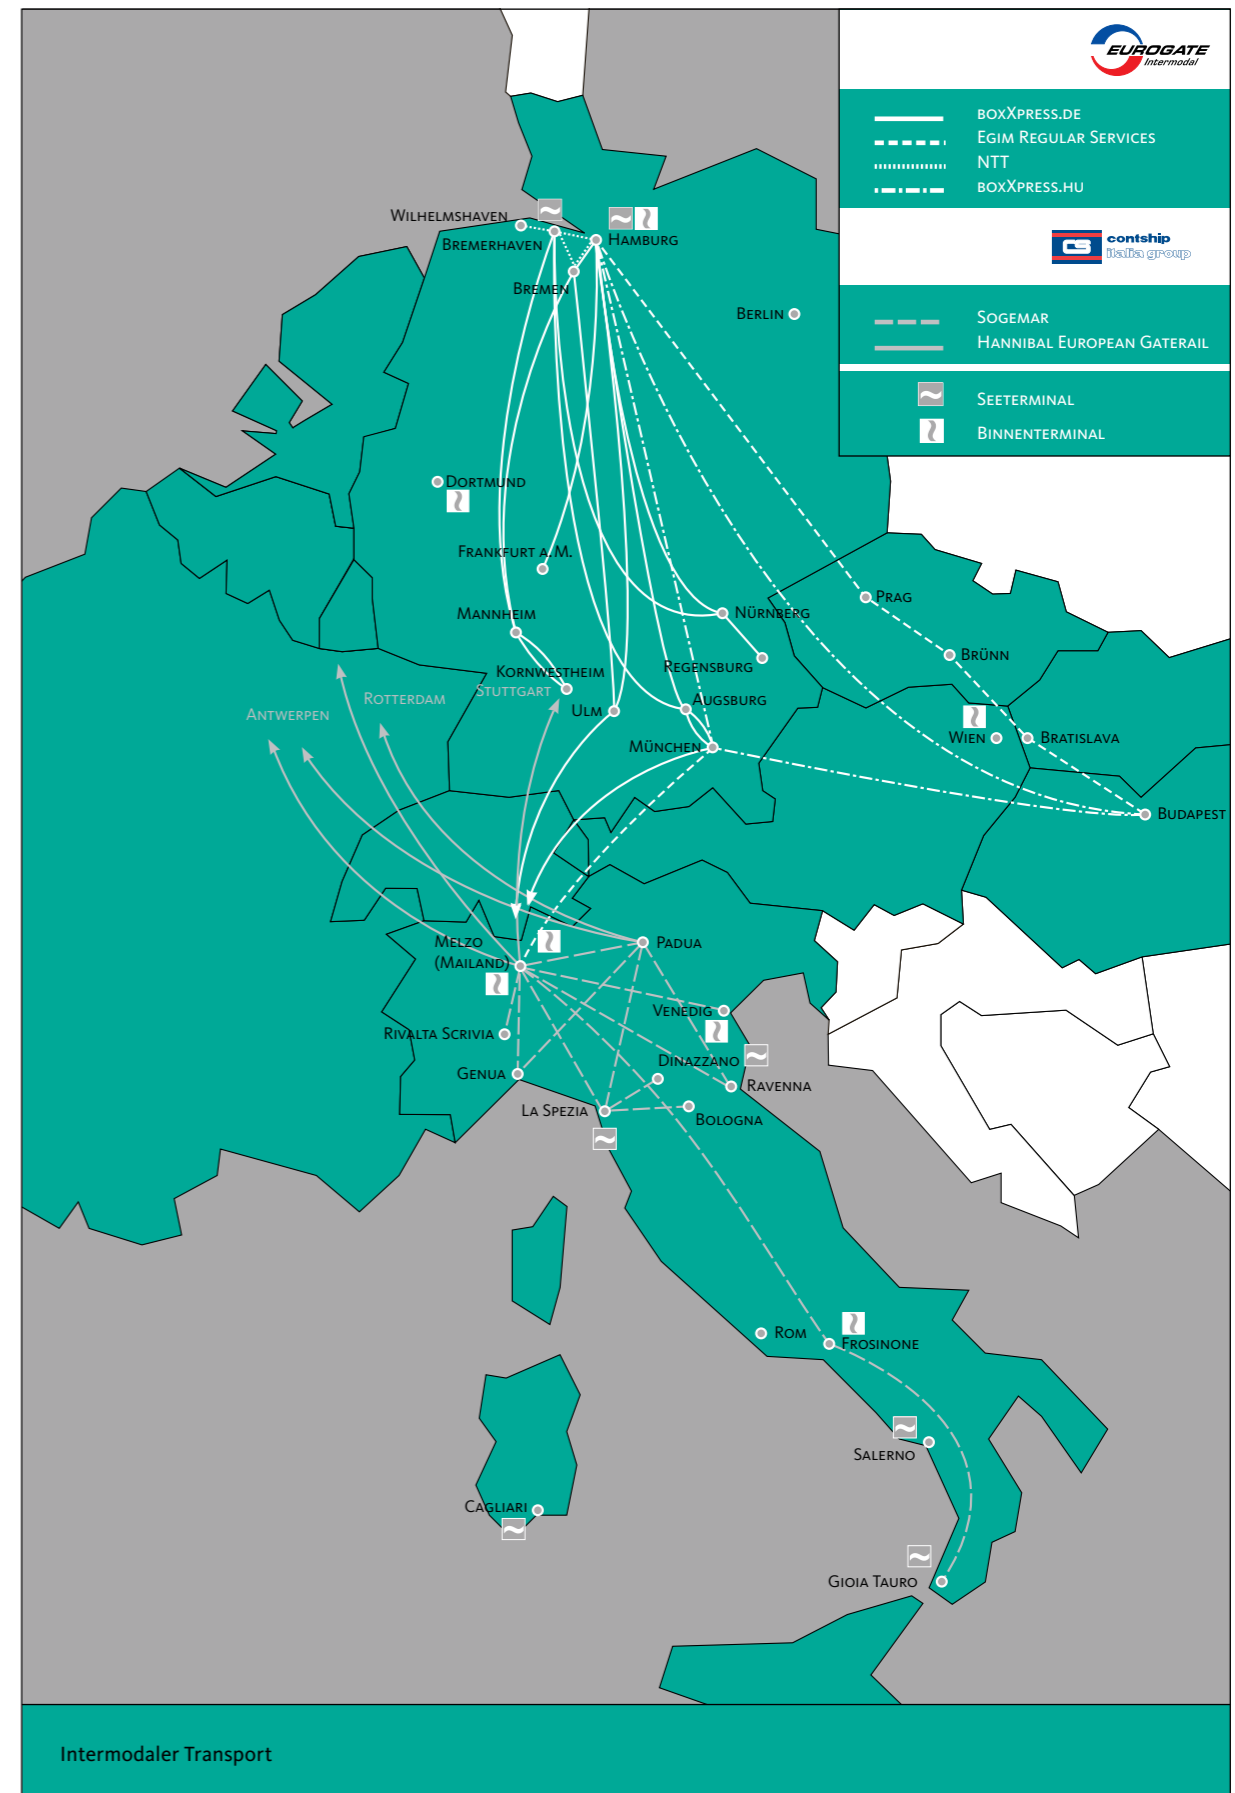 EUROGATE
Intermodal
boxXpress.de
Egim Regular Services
NTT
boxXpress.hu
CS
contship
italia group
Sogemar
Hannibal European Gaterail
Seeterminal
Binnenterminal
Wilhelmshaven
Bremerhaven
Hamburg
Bremen
Berlin
Dortmund
Frankfurt a. M.
Mannheim
Nürnberg
Prag
Brünn
Regensburg
Kornwestheim
Stuttgart
Rotterdam
Antwerpen
Ulm
Augsburg
München
Wien
Bratislava
Budapest
Melzo
(Mailand)
Padua
Venedig
Rivalta Scrivia
Genua
Dinazzano
Ravenna
La Spezia
Bologna
Rom
Frosinone
Salerno
Cagliari
Gioia Tauro
Intermodaler Transport